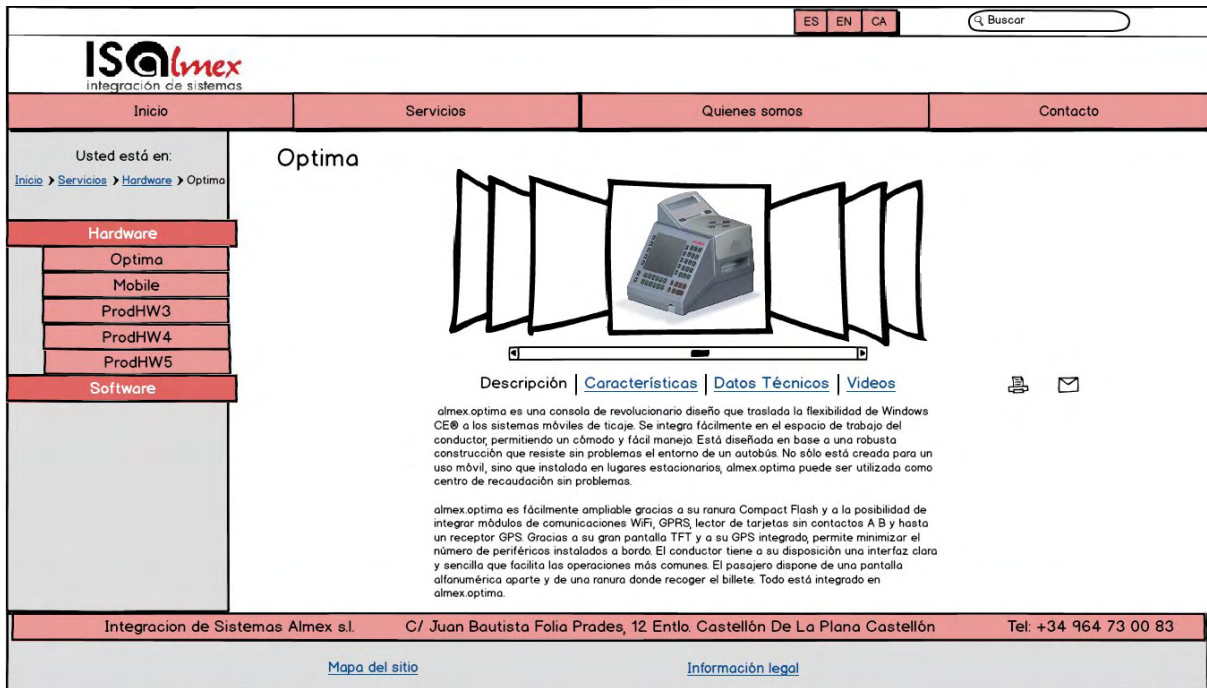 ES EN CA
Buscar
ISalmex
integración de sistemas
Inicio
Servicios
Quienes somos
Contacto
Usted está en:
Inicio > Servicios > Hardware > Optima
Hardware
Optima
Mobile
ProdHW3
ProdHW4
ProdHW5
Software
Optima
Descripción | Características | Datos Técnicos | Videos
almex.optima es una consola de revolucionario diseño que traslada la flexibilidad de Windows
CE® a los sistemas móviles de ticaje. Se integra fácilmente en el espacio de trabajo del
conductor, permitiendo un cómodo y fácil manejo. Está diseñada en base a una robusta
construcción que resiste sin problemas el entorno de un autobús. No sólo está creada para un
uso móvil, sino que instalada en lugares estacionarios, almex.optima puede ser utilizada como
centro de recaudación sin problemas.
almex.optima es fácilmente ampliable gracias a su ranura Compact Flash y a la posibilidad de
integrar módulos de comunicaciones WiFi, GPRS, lector de tarjetas sin contactos A B y hasta
un receptor GPS. Gracias a su gran pantalla TFT y a su GPS integrado, permite minimizar el
número de periféricos instalados a bordo. El conductor tiene a su disposición una interfaz clara
y sencilla que facilita las operaciones más comunes. El pasajero dispone de una pantalla
alfanumérica aparte y de una ranura donde recoger el billete. Todo está integrado en
almex.optima.
Integracion de Sistemas Almex s.l.
C/ Juan Bautista Folia Prades, 12 Entlo. Castellón De La Plana Castellón
Tel: +34 964 73 00 83
Mapa del sitio
Información legal